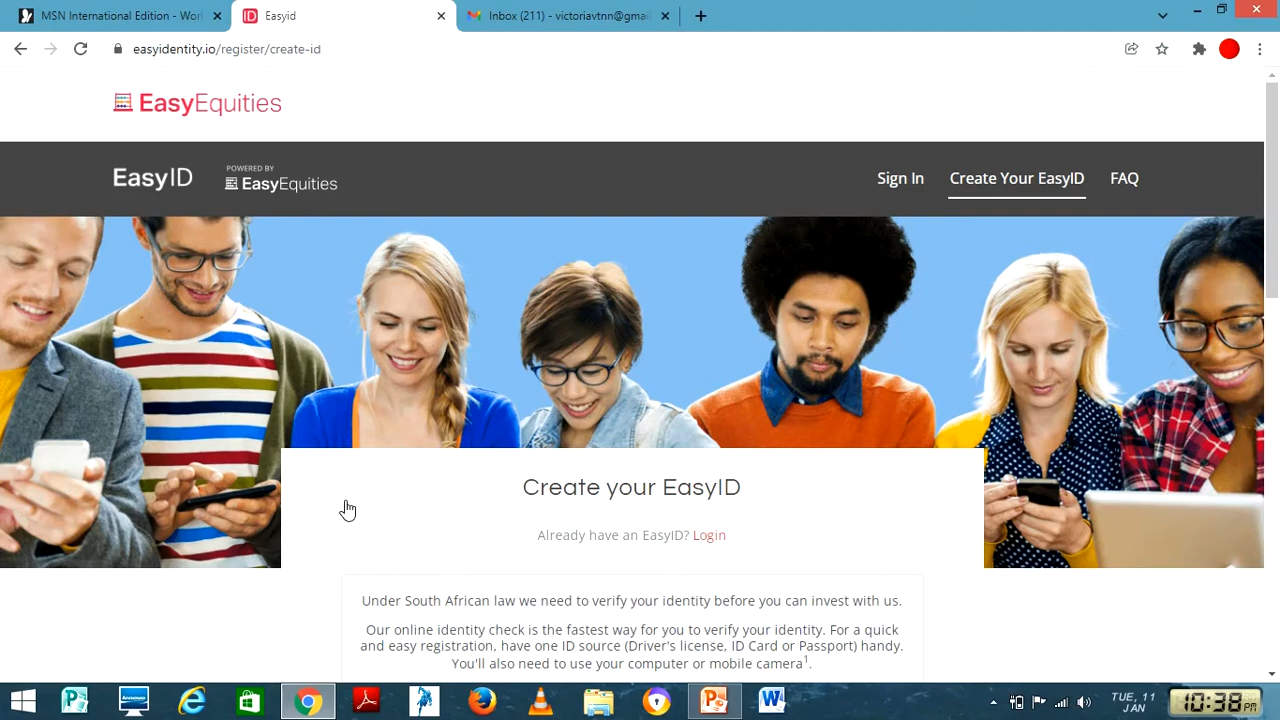 MSN International Edition - Worl
Easyid
Inbox (211) - victoriavtnn@gmai
easyidentity.io/register/create-id
EasyEquities
EasyID
POWERED BY
EasyEquities
Sign In
Create Your EasyID
FAQ
Create your EasyID
Already have an EasyID? Login
Under South African law we need to verify your identity before you can invest with us.
Our online identity check is the fastest way for you to verify your identity. For a quick
and easy registration, have one ID source (Driver's license, ID Card or Passport) handy.
You'll also need to use your computer or mobile camera1.
TUE, 11
JAN
10:38 PM